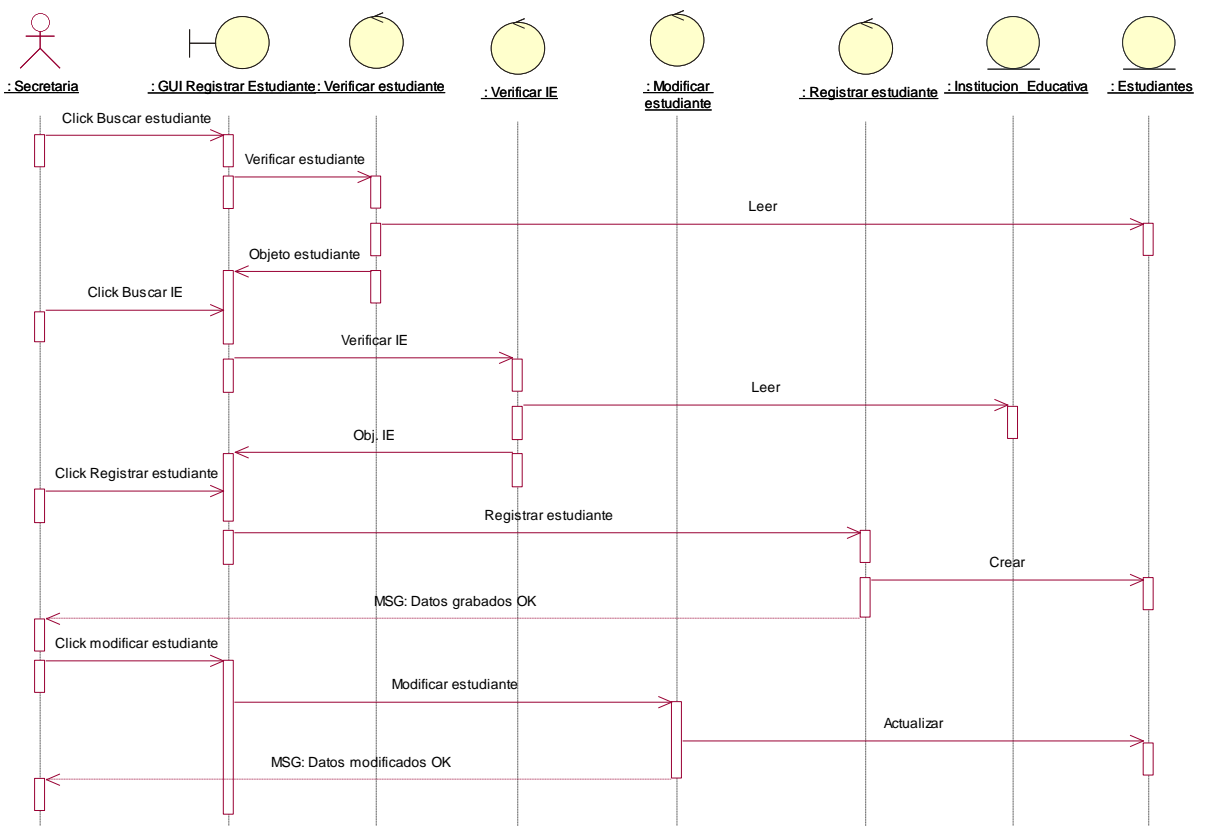 : Secretaria
: GUI Registrar Estudiante
: Verificar estudiante
: Verificar IE
: Modificar
estudiante
: Registrar estudiante
: Institucion_Educativa
: Estudiantes
Click Buscar estudiante
Verificar estudiante
Leer
Objeto estudiante
Click Buscar IE
Verificar IE
Leer
Obj. IE
Click Registrar estudiante
Registrar estudiante
Crear
MSG: Datos grabados OK
Click modificar estudiante
Modificar estudiante
Actualizar
MSG: Datos modificados OK